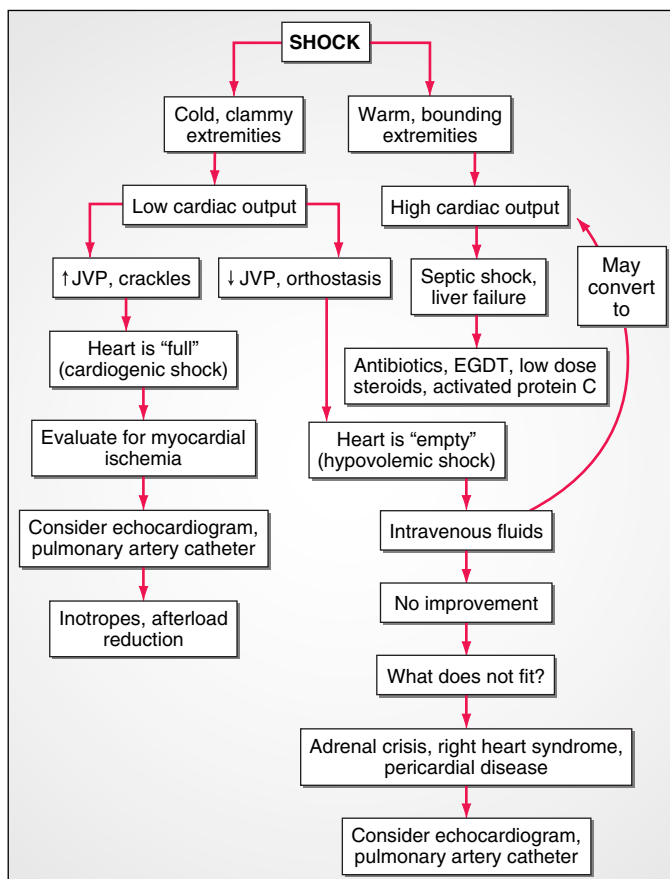 SHOCK
Cold, clammy
extremities
Warm, bounding
extremities
Low cardiac output
High cardiac output
↑JVP, crackles
↓ JVP, orthostasis
Septic shock,
liver failure
May
convert
to
Heart is “full”
(cardiogenic shock)
Antibiotics, EGDT, low dose
steroids, activated protein C
Evaluate for myocardial
ischemia
Heart is “empty”
(hypovolemic shock)
Consider echocardiogram,
pulmonary artery catheter
Intravenous fluids
Inotropes, afterload
reduction
No improvement
What does not fit?
Adrenal crisis, right heart syndrome,
pericardial disease
Consider echocardiogram,
pulmonary artery catheter